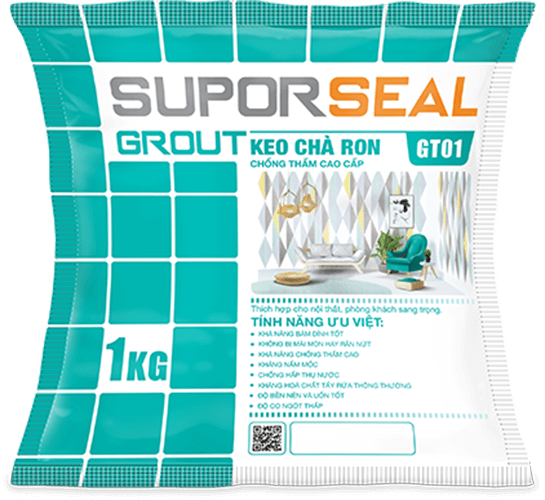 SUPORSEAL
GROUT
KEO CHÀ RON
CHỐNG THẤM CAO CẤP
GT01
Thích hợp cho nội thất, phòng khách sang trọng.
TÍNH NĂNG ƯU VIỆT:
KHẢ NĂNG BÁM DÍNH TỐT
KHÔNG BỊ MÀI MÒN HAY RẠN NỨT
KHẢ NĂNG CHỐNG THẤM CAO
KHÁNG NẤM MỐC
CHỐNG HẤP THỤ NƯỚC
KHÁNG HOÁ CHẤT TẨY RỬA THÔNG THƯỜNG
ĐỘ BỀN NÉN VÀ UỐN TỐT
ĐỘ CO NGÓT THẤP
1KG